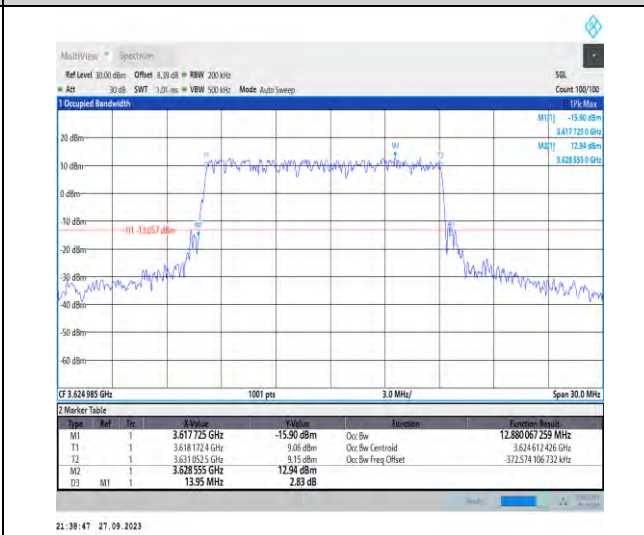 MultiView Spectrum
Ref Level 30.00 dBm Offset 8.39 dB RBW 200 kHz SGL
Att 30 dB SWT 1.01 ms VBW 500 kHz Mode Auto Sweep Count 100/100
1 Occupied Bandwidth 1Pk Max
M1[1] -15.90 dBm
3.617 725 0 GHz
20 dBm M2[1] 12.94 dBm
3.628 555 0 GHz
T1 M2 T2
10 dBm
0 dBm
-10 dBm
H1 -13.057 dBm
-20 dBm
-30 dBm
-40 dBm
-50 dBm
-60 dBm
CF 3.624 985 GHz 1001 pts 3.0 MHz/ Span 30.0 MHz
2 Marker Table
Type Ref Trc X-Value Y-Value Function Function Result
M1 1 3.617 725 GHz -15.90 dBm Occ Bw 12.880 067 259 MHz
T1 1 3.618 172 4 GHz 9.06 dBm Occ Bw Centroid 3.624 612 426 GHz
T2 1 3.631 052 5 GHz 9.15 dBm Occ Bw Freq Offset -372.574 106 732 kHz
M2 1 3.628 555 GHz 12.94 dBm
D3 M1 1 13.95 MHz 2.83 dB
21:38:47 27.09.2023